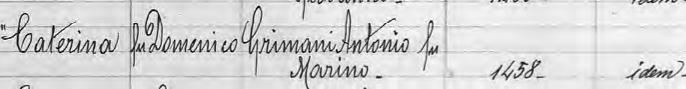 "Caterina fu Domenico Grimani Antonio fu
Marino - 1458 - idem -